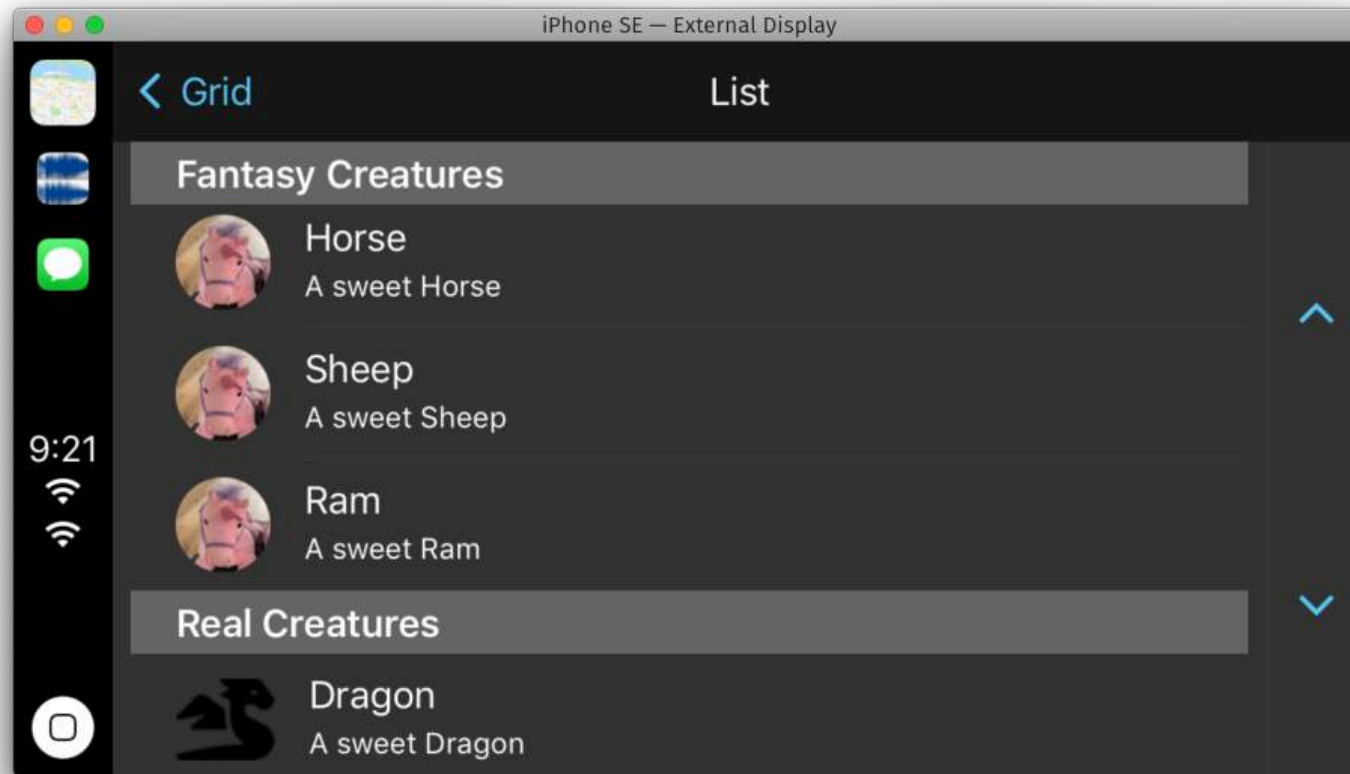 iPhone SE — External Display
Grid
List
Fantasy Creatures
Horse
A sweet Horse
Sheep
A sweet Sheep
9:21
Ram
A sweet Ram
Real Creatures
Dragon
A sweet Dragon